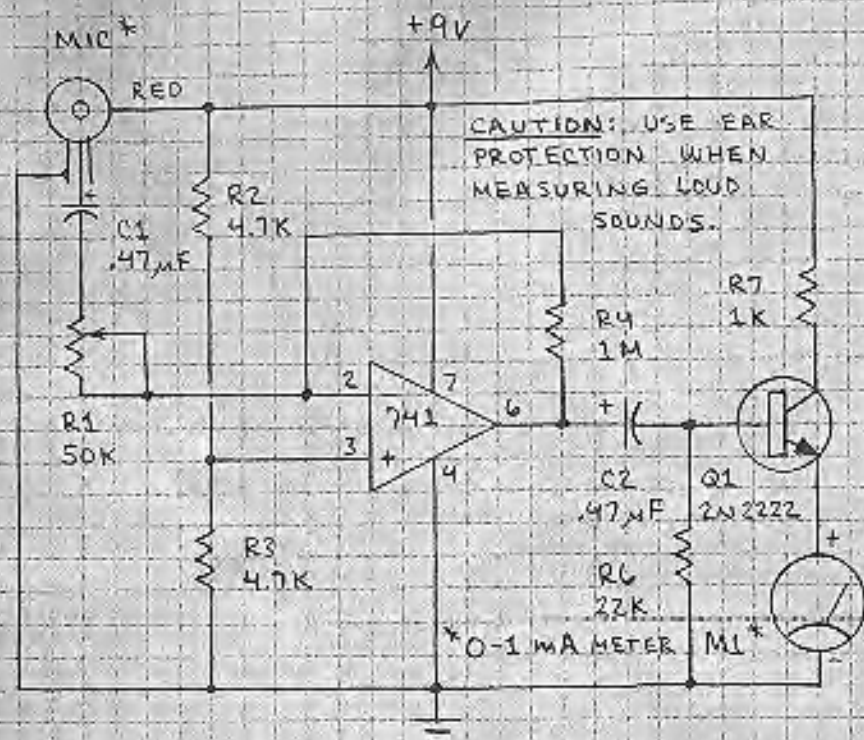 MIC*
+9V
RED
CAUTION: USE EAR
PROTECTION WHEN
MEASURING LOUD
SOUNDS.
R2
4.7K
C1
.47µF
R7
1K
R4
1M
2
7
741
6
+
R1
50K
3
+
4
C2
.47µF
Q1
2N2222
+
R3
4.7K
R6
22K
*0-1 mA METER
M1*
-